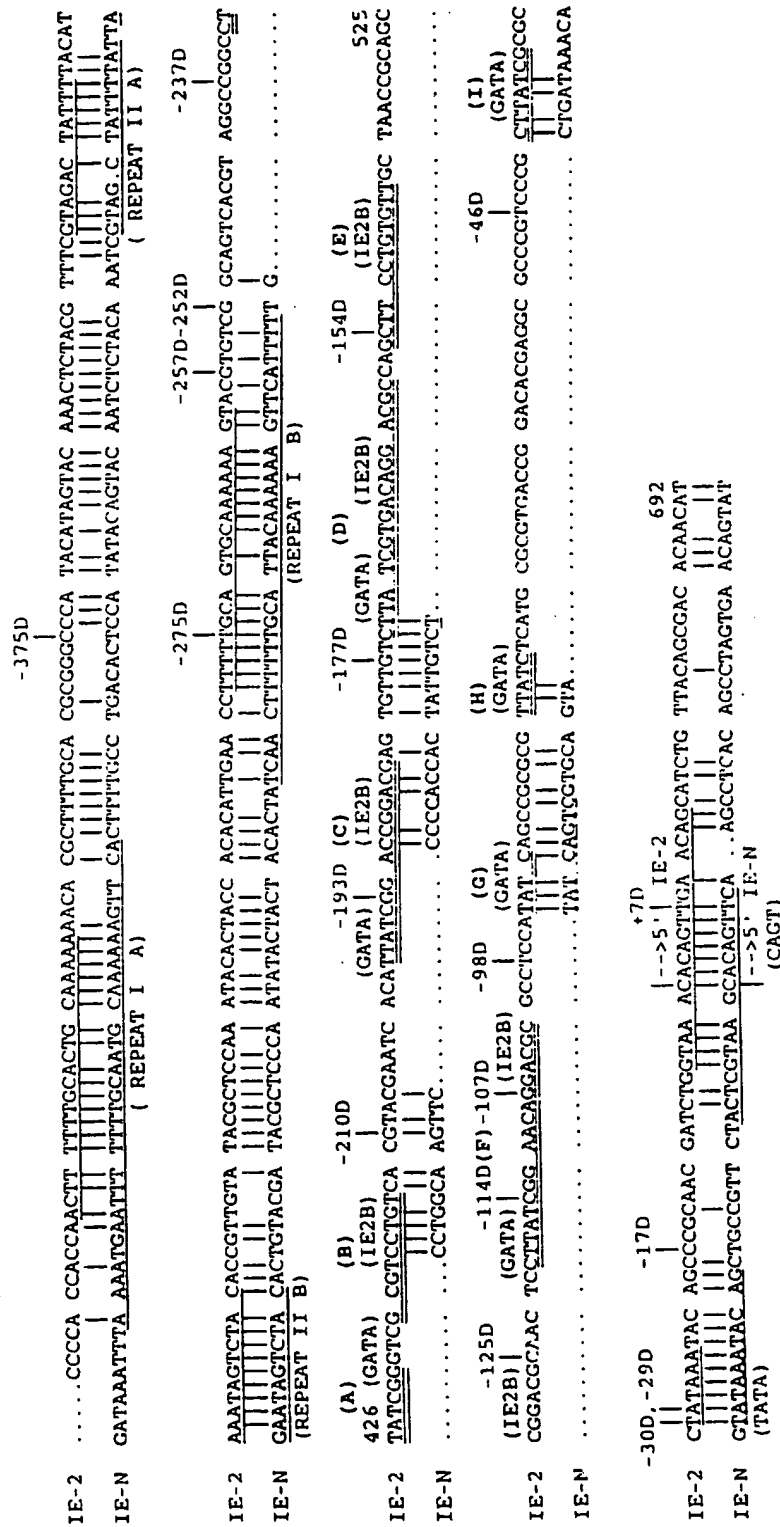 -375D
IE-2 .....CCCCA CCACCAACTT TTTTGCACTG CAAAAAAACA CGCTTTTGCA CGCGGGCCCA TACATAGTAC AAACTCTACG TTTCGTAGAC TATTTTACAT
IE-N GATAAATTTA AAATGAATTT TTTTGCAATG CAAAAAAGTT CACTTTTGCC TGACACTCCA TATACAGTAC AATCTCTACA AATCGTAG.C TATTTTATTA
( REPEAT I A) ( REPEAT II A)
-275D -257D-252D -237D
IE-2 AAATAGTCTA CACCGTTGTA TACGCTCCAA ATACACTACC ACACATTGAA CCTTTTTGCA GTGCAAAAAA GTACGTGTCG GCAGTCACGT AGGCCGGCCT
IE-N GAATAGTCTA CACTGTACGA TACGCTCCCA ATATACTACT ACACTATCAA CTTTTTTGCA TTACAAAAAA GTTCATTTTT G...................
(REPEAT II B) (REPEAT I B)
(A) (B) -210D -193D (C) -177D (D) -154D (E)
426 (GATA) (IE2B) (GATA) (IE2B) (GATA) (IE2B) (IE2B) 525
IE-2 TATCGGGTCG CGTCCTGTCA CGTACGAATC ACATTATCGG ACCGGACGAG TGTTGTCTTA TCGTGACAGG ACGCCAGCTT CCTGTGTTGC TAACCGCAGC
IE-N .......... ...CCTGGCA AGTTC..... .......... CCCCACCAC TATTGTCT...........................................
-125D -114D(F) -107D -98D (G) (H) -46D (I)
(IE2B) (GATA) (IE2B) (GATA) (GATA) (GATA)
IE-2 CGGACGCAAC TCCTTATCGG AACAGGACGC GCCTCCATAT CAGCCGCGCG TTATCTCATG CGCGTGACCG GACACGAGGC GCCCGTCCCG CTTATCGCGC
IE-N .......... .......... .......... .......TAT CAGTCGTGCA GTA....... .......... .......... .......... CTGATAAACA
-30D,-29D -17D +7D
|-->5' IE-2 692
IE-2 CTATAAATAC AGCCCGCAAC GATCTGGTAA ACACAGTTGA ACAGCATCTG TTACAGCGAC ACAACAT
IE-N GTATAAATAC AGCTGCCGTT CTACTCGTAA GCACAGTTCA ..AGCCTCAC AGCCTAGTGA ACAGTAT
(TATA) |-->5' IE-N
(CAGT)